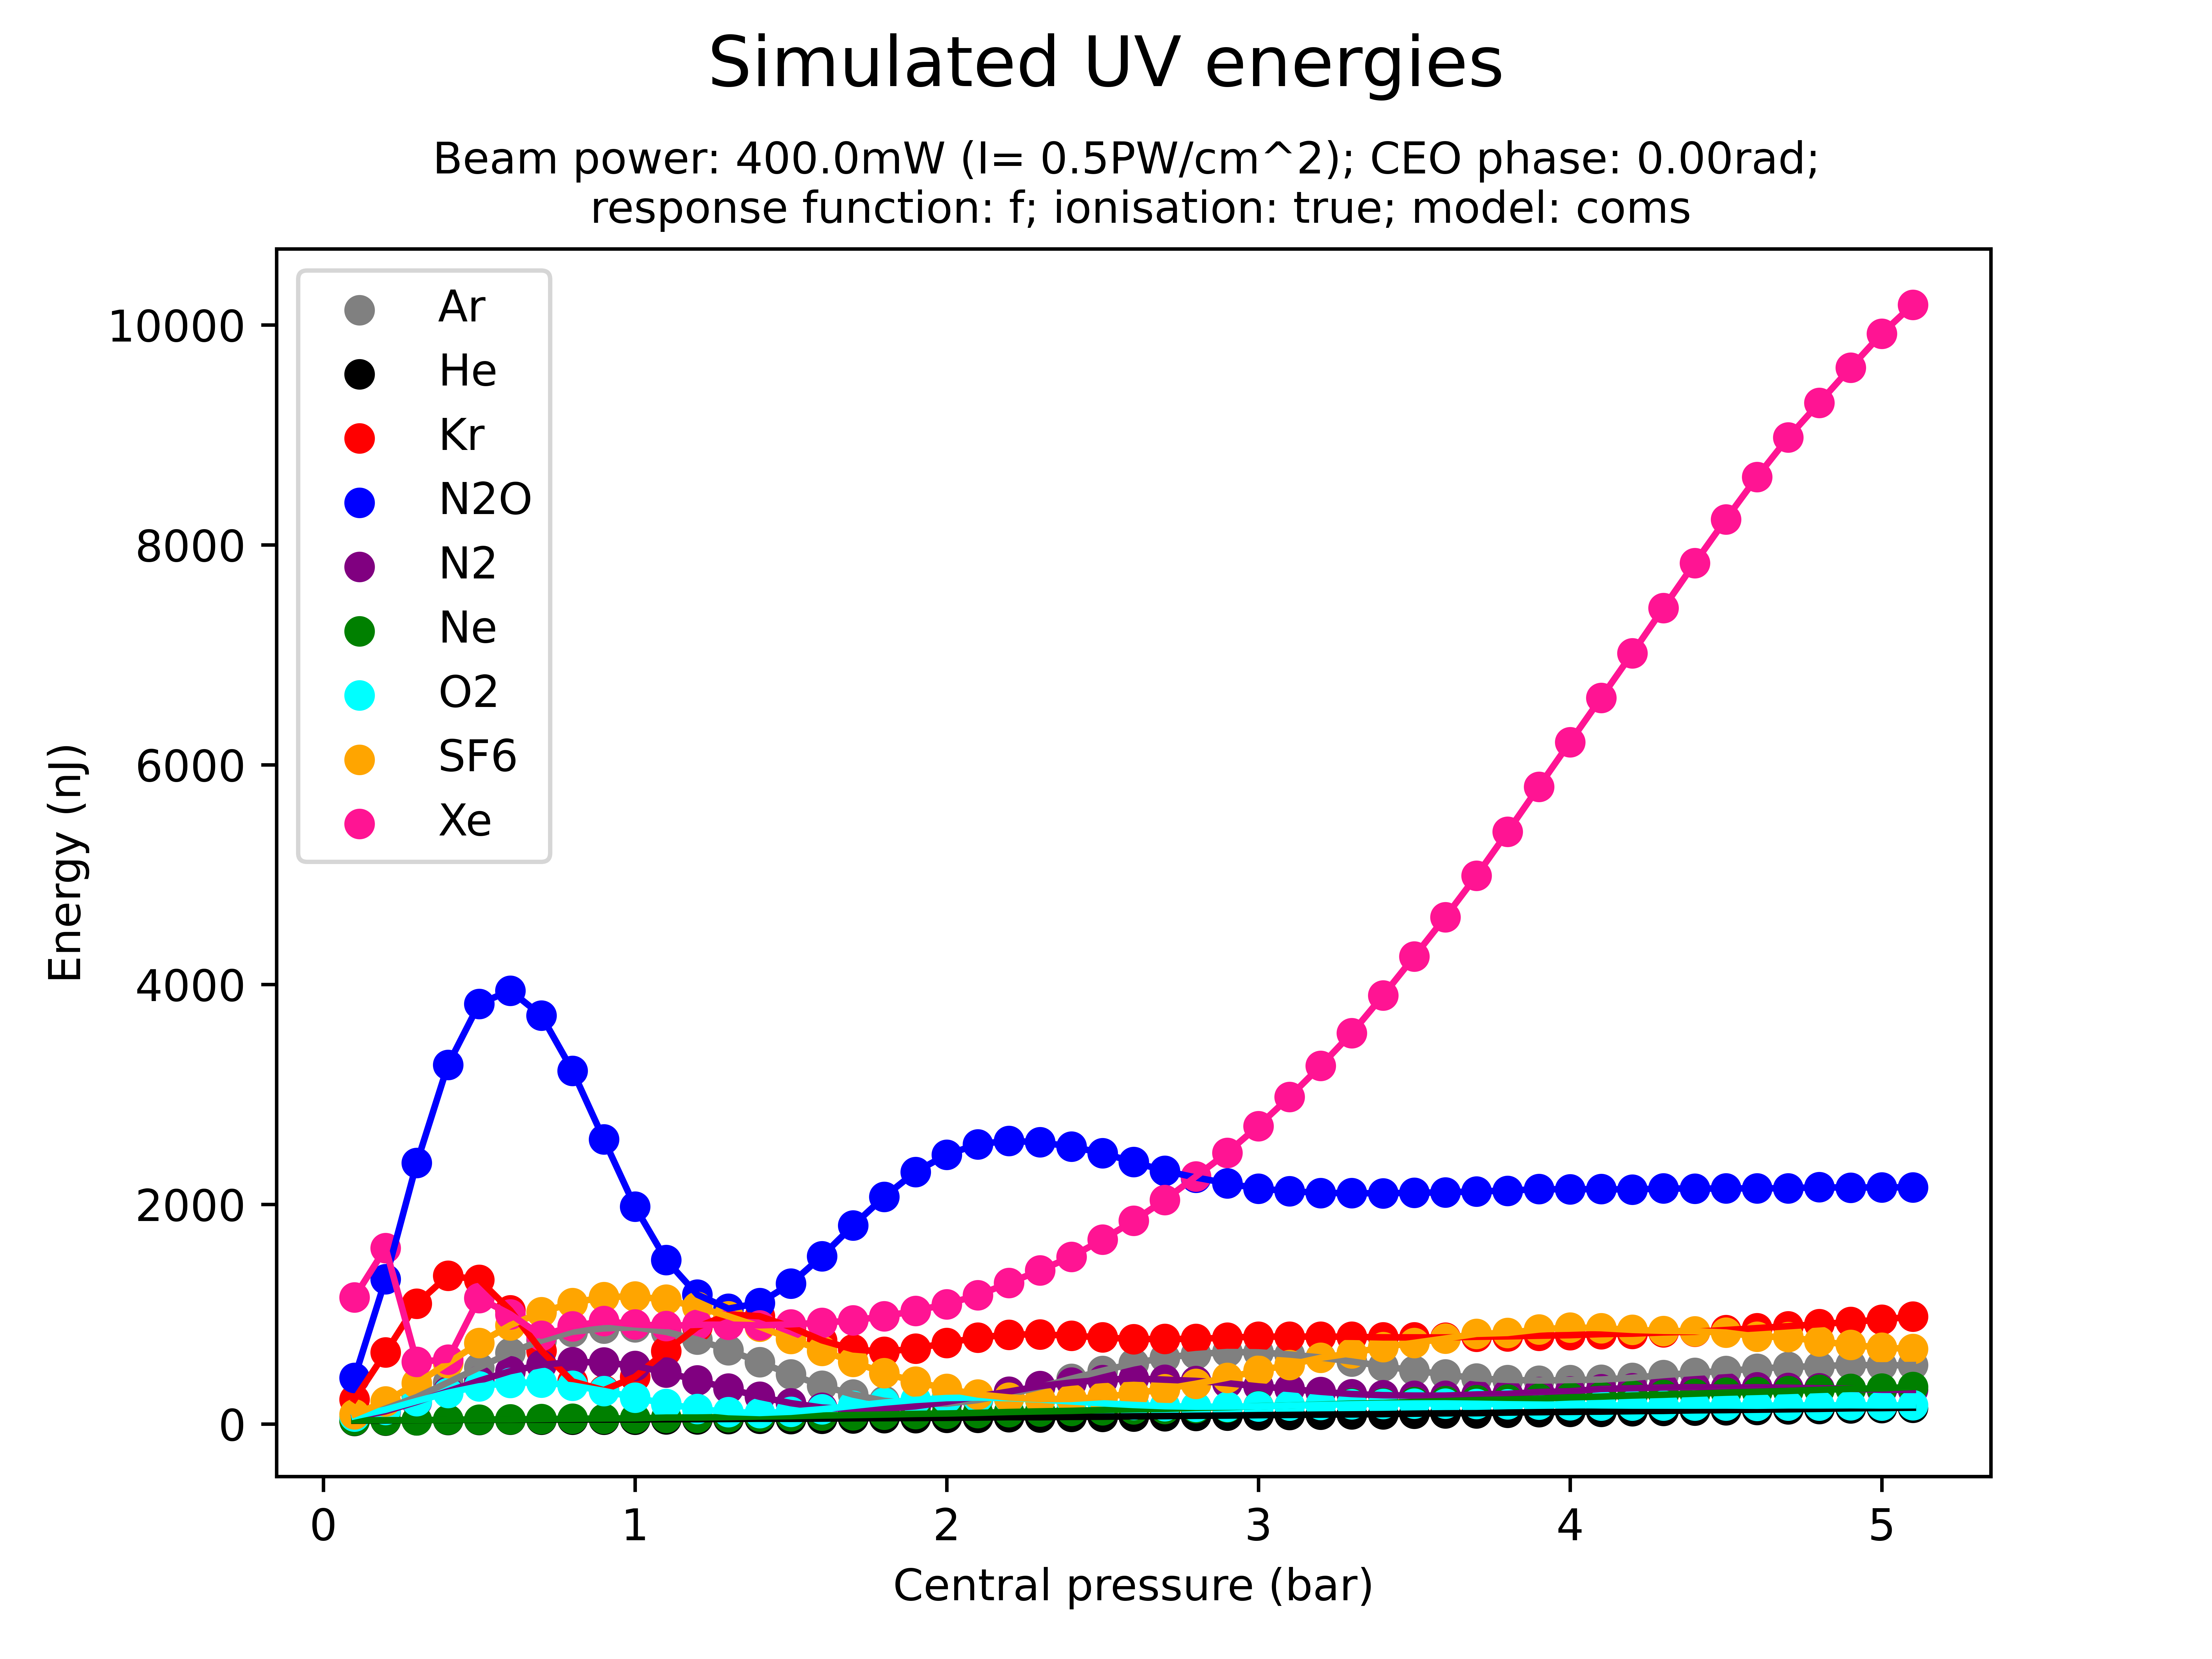 Simulated UV energies
Beam power: 400.0mW (I= 0.5PW/cm^2); CEO phase: 0.00rad;
response function: f; ionisation: true; model: coms
Ar
He
Kr
N2O
N2
Ne
O2
SF6
Xe
Energy (nJ)
10000
8000
6000
4000
2000
0
0 1 2 3 4 5
Central pressure (bar)